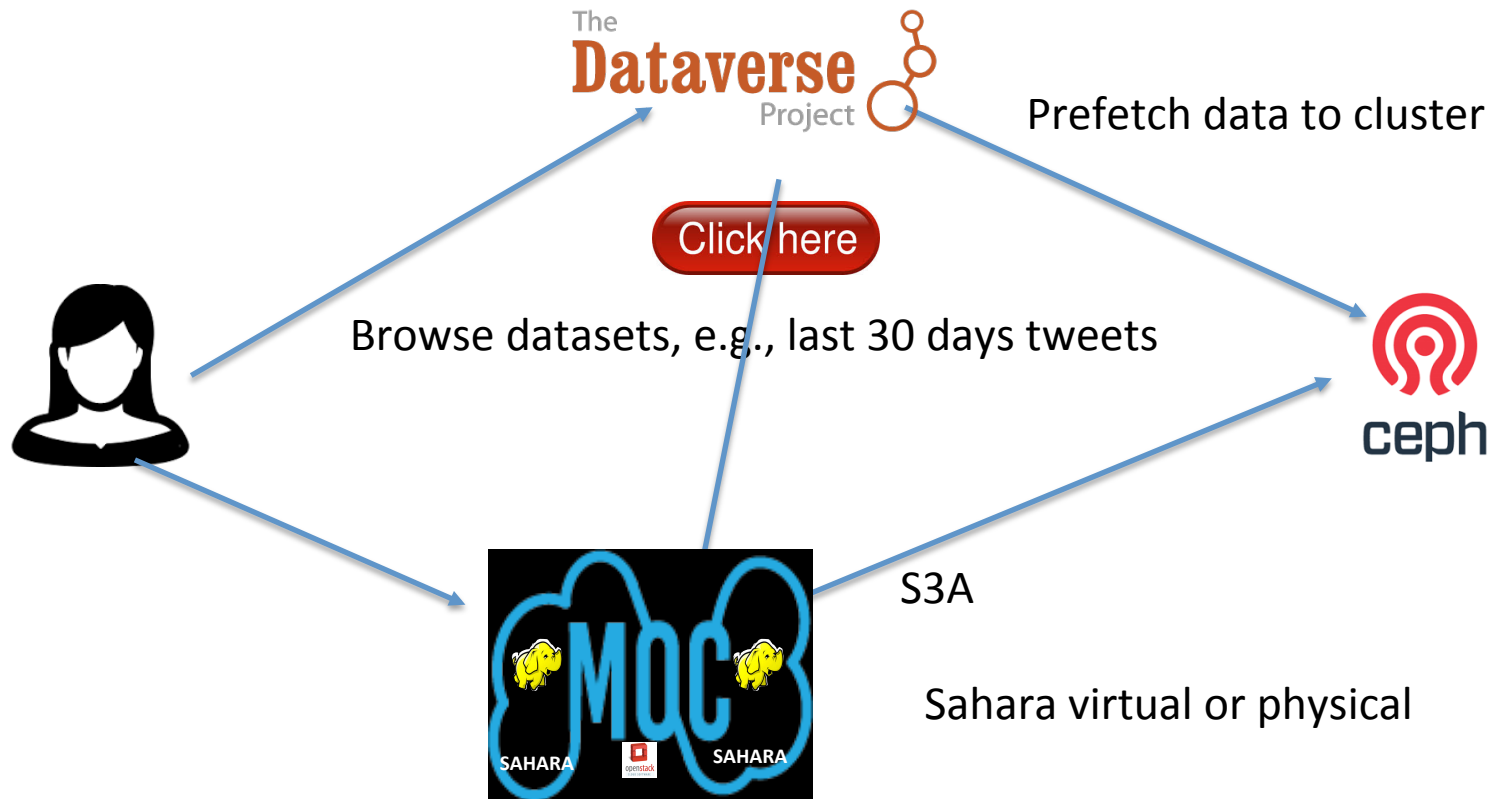 The
Dataverse
Project
Prefetch data to cluster
Click here
Browse datasets, e.g., last 30 days tweets
ceph
S3A
MOC
Sahara virtual or physical
SAHARA
openstack
SAHARA